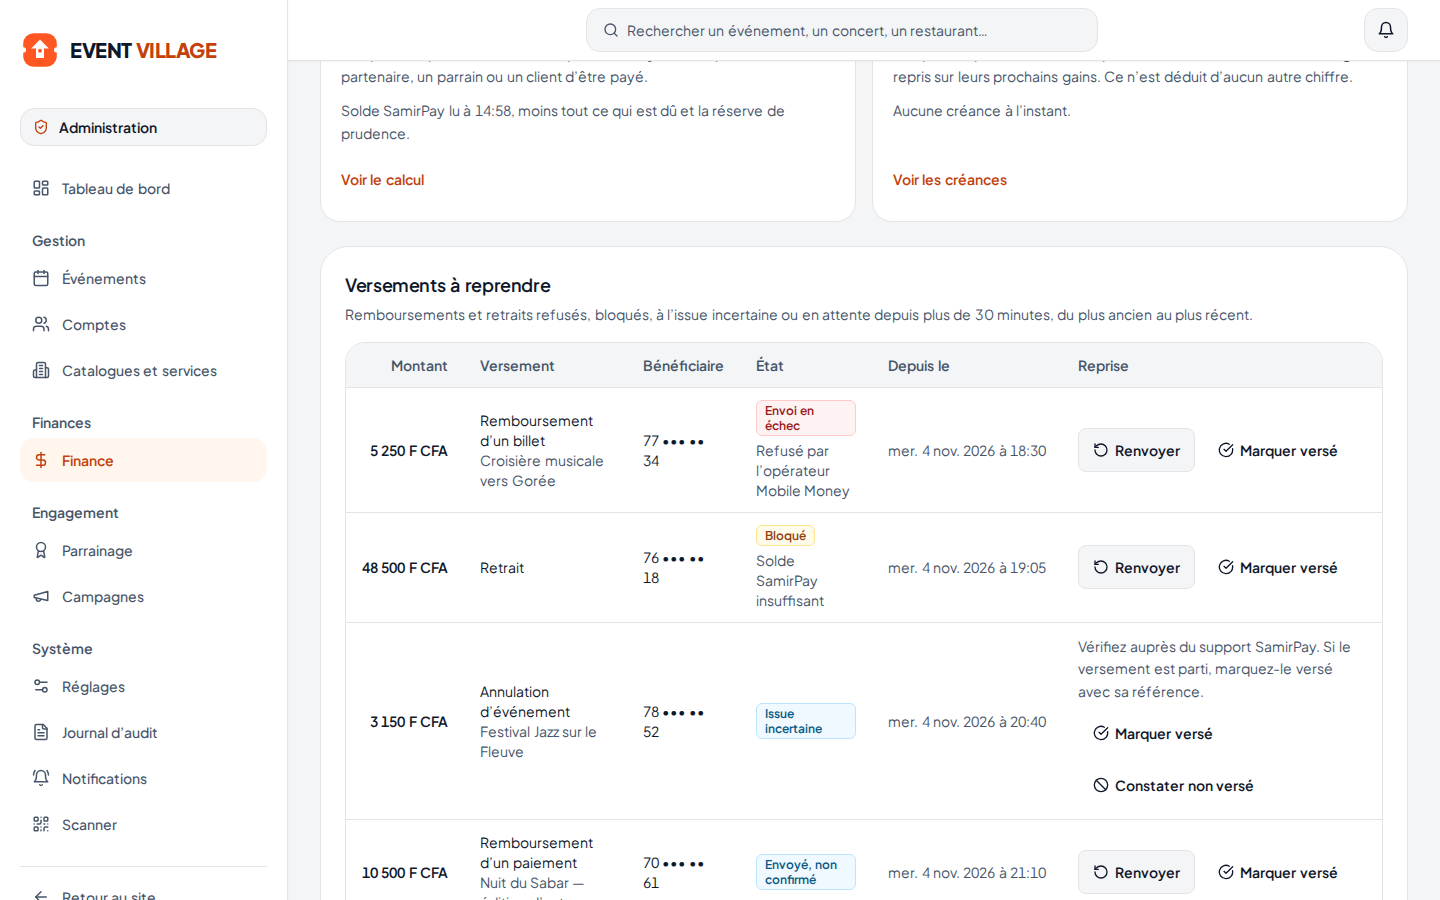 EVENT VILLAGE
Rechercher un événement, un concert, un restaurant…
Administration
Tableau de bord
Gestion
Événements
Comptes
Catalogues et services
Finances
Finance
Engagement
Parrainage
Campagnes
Système
Réglages
Journal d’audit
Notifications
Scanner
Retour au site
partenaire, un parrain ou un client d’être payé.
Solde SamirPay lu à 14:58, moins tout ce qui est dû et la réserve de
prudence.
Voir le calcul
repris sur leurs prochains gains. Ce n’est déduit d’aucun autre chiffre.
Aucune créance à l’instant.
Voir les créances
Versements à reprendre
Remboursements et retraits refusés, bloqués, à l’issue incertaine ou en attente depuis plus de 30 minutes, du plus ancien au plus récent.
Montant Versement Bénéficiaire État Depuis le Reprise
5 250 F CFA
Remboursement
d’un billet
Croisière musicale
vers Gorée
77 ••• ••
34
Envoi en
échec
Refusé par
l’opérateur
Mobile Money
mer. 4 nov. 2026 à 18:30
Renvoyer
Marquer versé
48 500 F CFA
Retrait
76 ••• ••
18
Bloqué
Solde
SamirPay
insuffisant
mer. 4 nov. 2026 à 19:05
Renvoyer
Marquer versé
3 150 F CFA
Annulation
d’événement
Festival Jazz sur le
Fleuve
78 ••• ••
52
Issue
incertaine
mer. 4 nov. 2026 à 20:40
Vérifiez auprès du support SamirPay. Si le
versement est parti, marquez-le versé
avec sa référence.
Marquer versé
Constater non versé
10 500 F CFA
Remboursement
d’un paiement
Nuit du Sabar —
70 ••• ••
61
Envoyé, non
confirmé
mer. 4 nov. 2026 à 21:10
Renvoyer
Marquer versé